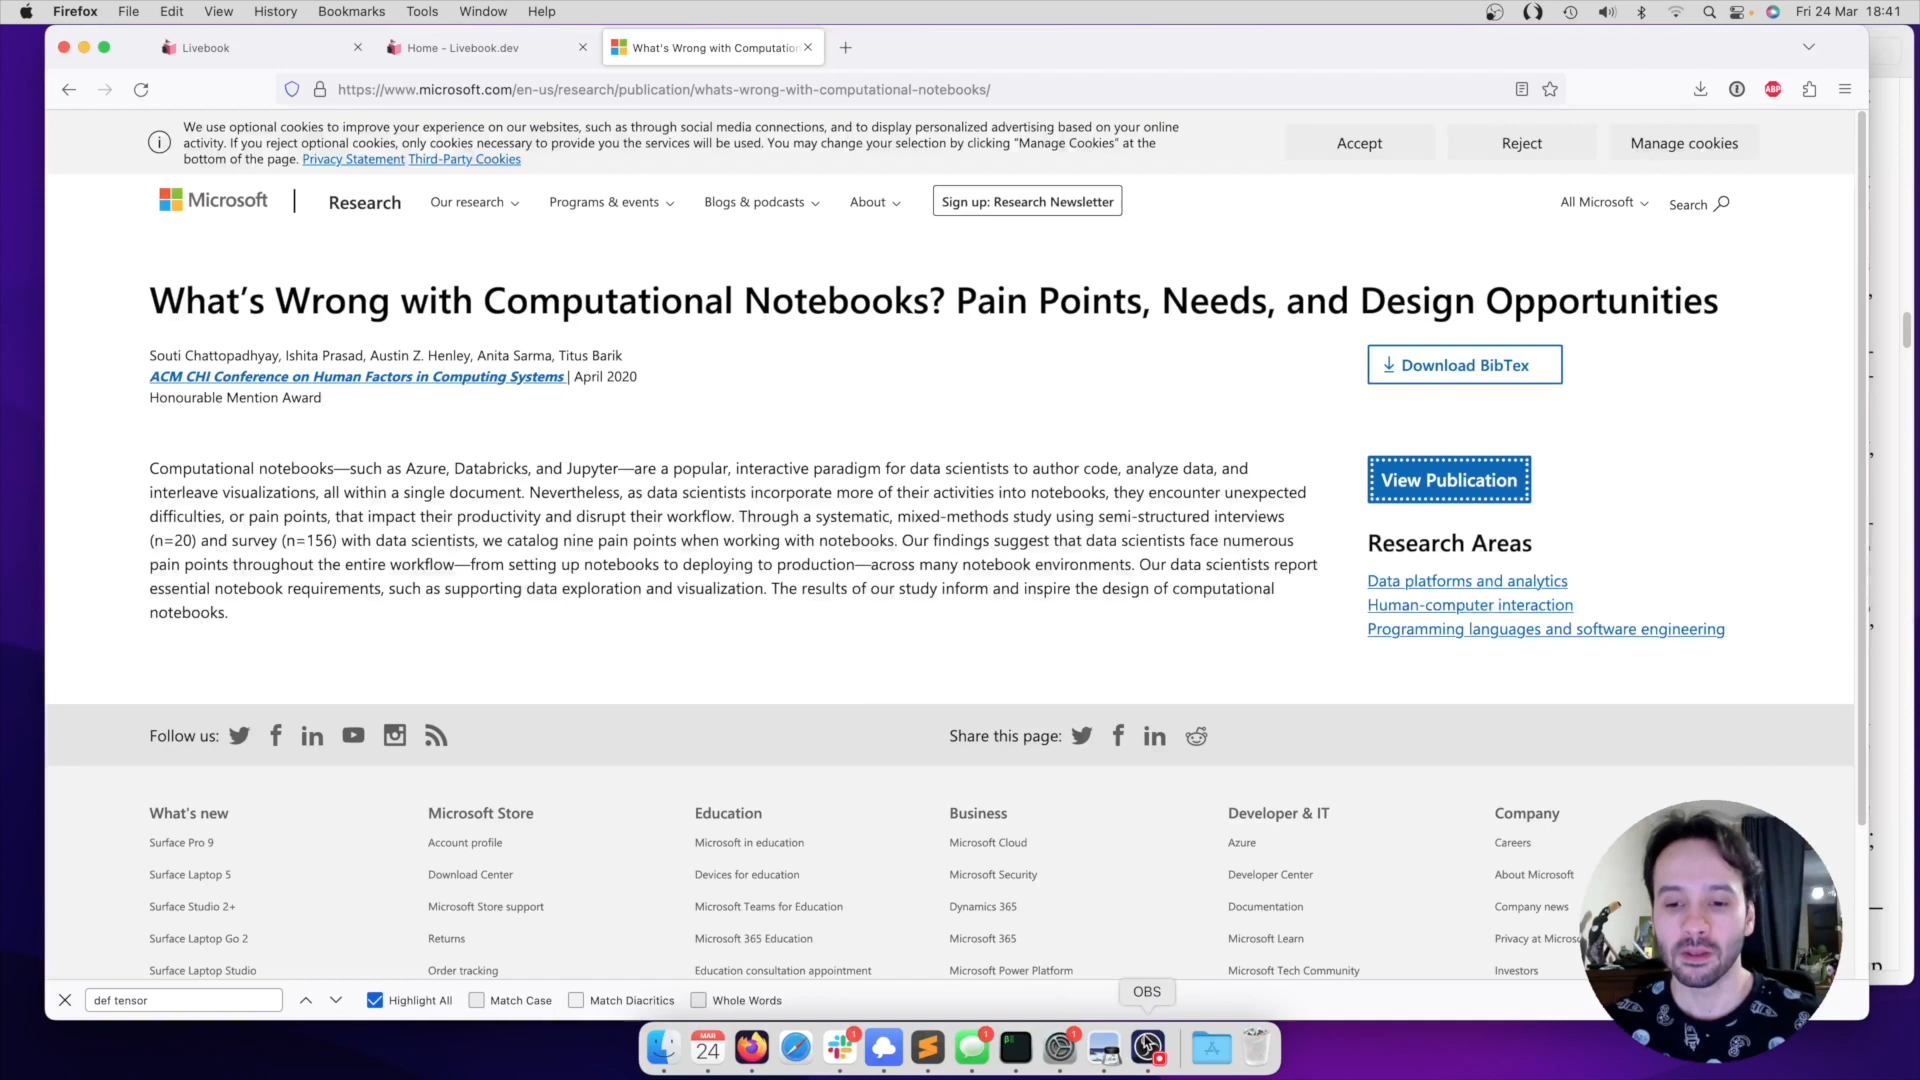 Firefox File Edit View History Bookmarks Tools Window Help Fri 24 Mar 18:41
Livebook
Home - Livebook.dev
What's Wrong with Computation
https://www.microsoft.com/en-us/research/publication/whats-wrong-with-computational-notebooks/
ABP
We use optional cookies to improve your experience on our websites, such as through social media connections, and to display personalized advertising based on your online
activity. If you reject optional cookies, only cookies necessary to provide you the services will be used. You may change your selection by clicking “Manage Cookies” at the
bottom of the page. Privacy Statement Third-Party Cookies
Accept
Reject
Manage cookies
Microsoft
Research
Our research
Programs & events
Blogs & podcasts
About
Sign up: Research Newsletter
All Microsoft
Search
What’s Wrong with Computational Notebooks? Pain Points, Needs, and Design Opportunities
Souti Chattopadhyay, Ishita Prasad, Austin Z. Henley, Anita Sarma, Titus Barik
ACM CHI Conference on Human Factors in Computing Systems | April 2020
Honourable Mention Award
Download BibTex
Computational notebooks—such as Azure, Databricks, and Jupyter—are a popular, interactive paradigm for data scientists to author code, analyze data, and
interleave visualizations, all within a single document. Nevertheless, as data scientists incorporate more of their activities into notebooks, they encounter unexpected
difficulties, or pain points, that impact their productivity and disrupt their workflow. Through a systematic, mixed-methods study using semi-structured interviews
(n=20) and survey (n=156) with data scientists, we catalog nine pain points when working with notebooks. Our findings suggest that data scientists face numerous
pain points throughout the entire workflow—from setting up notebooks to deploying to production—across many notebook environments. Our data scientists report
essential notebook requirements, such as supporting data exploration and visualization. The results of our study inform and inspire the design of computational
notebooks.
View Publication
Research Areas
Data platforms and analytics
Human-computer interaction
Programming languages and software engineering
Follow us:
Share this page:
What's new
Surface Pro 9
Surface Laptop 5
Surface Studio 2+
Surface Laptop Go 2
Surface Laptop Studio
Microsoft Store
Account profile
Download Center
Microsoft Store support
Returns
Order tracking
Education
Microsoft in education
Devices for education
Microsoft Teams for Education
Microsoft 365 Education
Education consultation appointment
Business
Microsoft Cloud
Microsoft Security
Dynamics 365
Microsoft 365
Microsoft Power Platform
Developer & IT
Azure
Developer Center
Documentation
Microsoft Learn
Microsoft Tech Community
Company
Careers
About Microsoft
Company news
Privacy at Microso
Investors
def tensor
Highlight All
Match Case
Match Diacritics
Whole Words
OBS
MAR
24
1
1
1